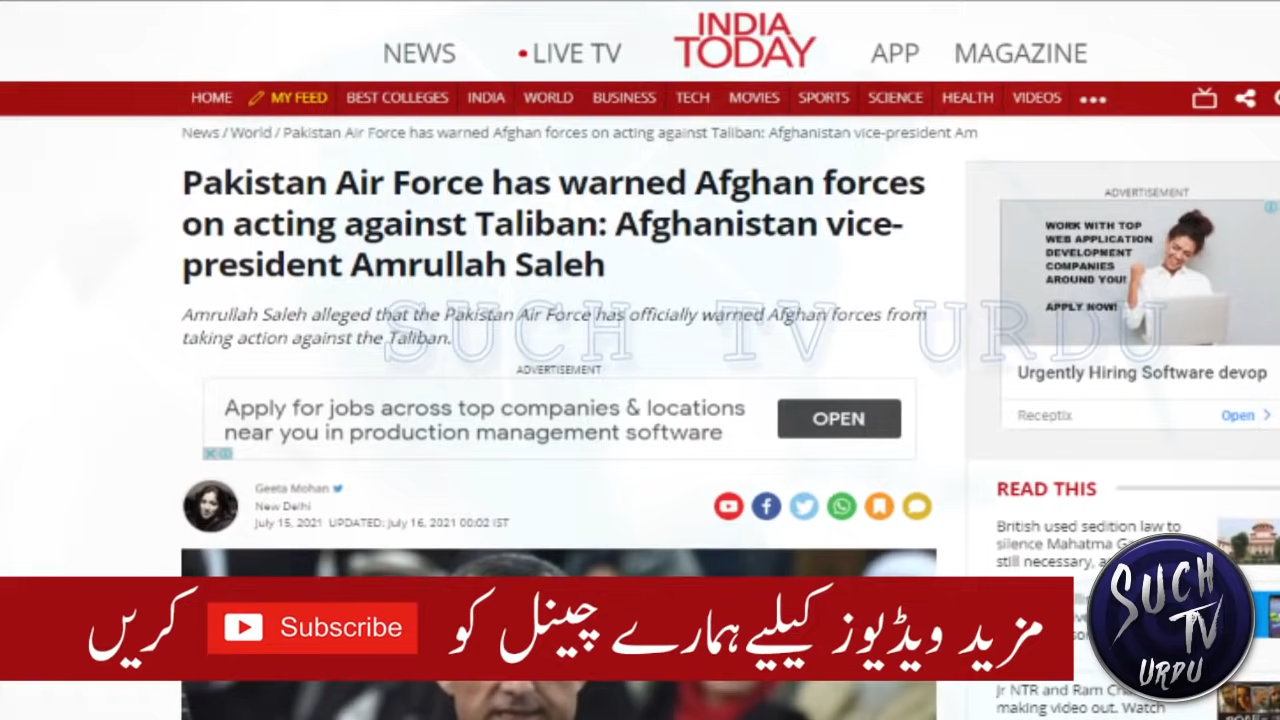 INDIA
TODAY
NEWS
LIVE TV
APP
MAGAZINE
HOME MY FEED BEST COLLEGES INDIA WORLD BUSINESS TECH MOVIES SPORTS SCIENCE HEALTH VIDEOS
News / World / Pakistan Air Force has warned Afghan forces on acting against Taliban: Afghanistan vice-president Am
Pakistan Air Force has warned Afghan forces
on acting against Taliban: Afghanistan vice-
president Amrullah Saleh
Amrullah Saleh alleged that the Pakistan Air Force has officially warned Afghan forces from
taking action against the Taliban.
SUCH TV URDU
ADVERTISEMENT
Apply for jobs across top companies & locations
near you in production management software
OPEN
Geeta Mohan
New Delhi
July 15, 2021 UPDATED: July 16, 2021 00:02 IST
ADVERTISEMENT
WORK WITH TOP
WEB APPLICATION
DEVELOPMENT
COMPANIES
AROUND YOU!
APPLY NOW!
Urgently Hiring Software devop
Receptix
Open
READ THIS
British used sedition law to
silence Mahatma
still necessary,
Jr NTR and Ram
making video out. Watch
مزید ویڈیوز کیلیے ہمارے چینل کو Subscribe کریں
SUCH
TV
URDU